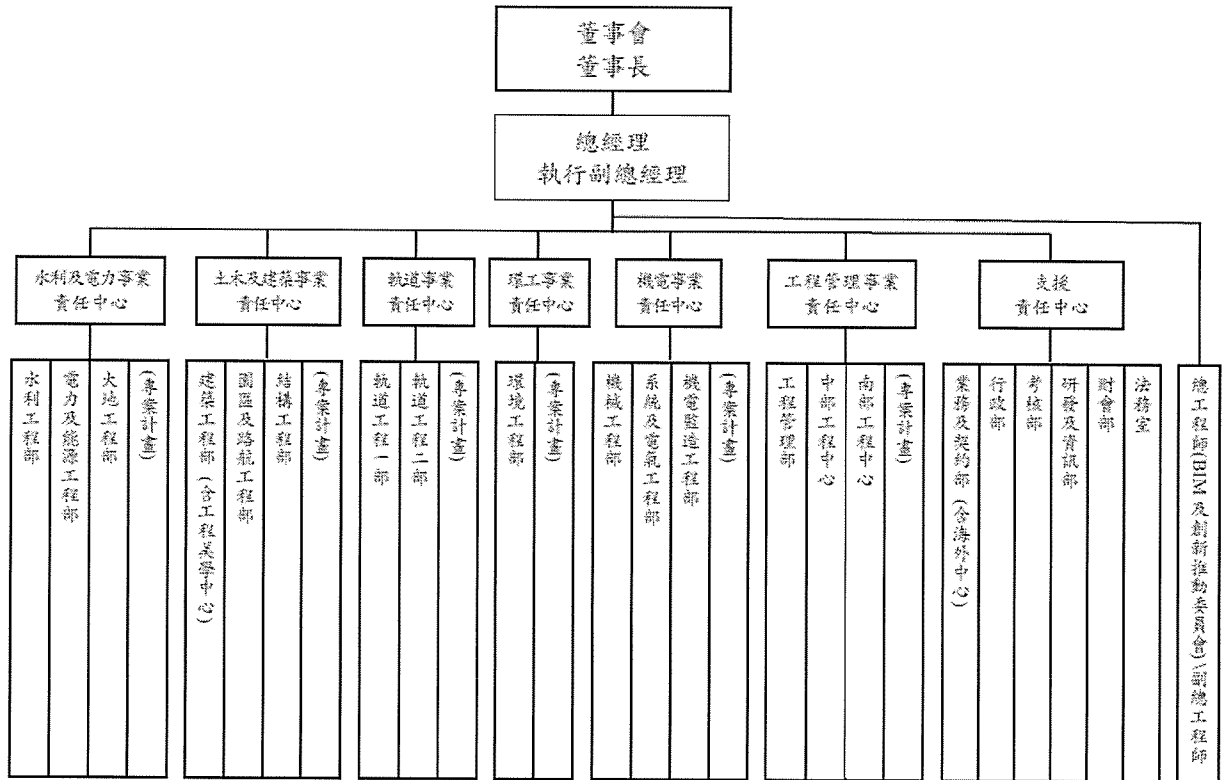 董事會
董事長
總經理
執行副總經理
水利及電力事業
責任中心
土木及建築事業
責任中心
軌道事業
責任中心
環工事業
責任中心
機電事業
責任中心
工程管理事業
責任中心
支援
責任中心
水利工程部
電力及能源工程部
大地工程部
(專案計畫)
建築工程部(含工程美學中心)
園區及路航工程部
結構工程部
(專案計畫)
軌道工程一部
軌道工程二部
(專案計畫)
環境工程部
(專案計畫)
機械工程部
系統及電氣工程部
機電監造工程部
(專案計畫)
工程管理部
中部工程中心
南部工程中心
(專案計畫)
業務及契約部(含海外中心)
行政部
考核部
研發及資訊部
財會部
法務室
總工程師(BIM 及創新推動委員會)\副總工程師